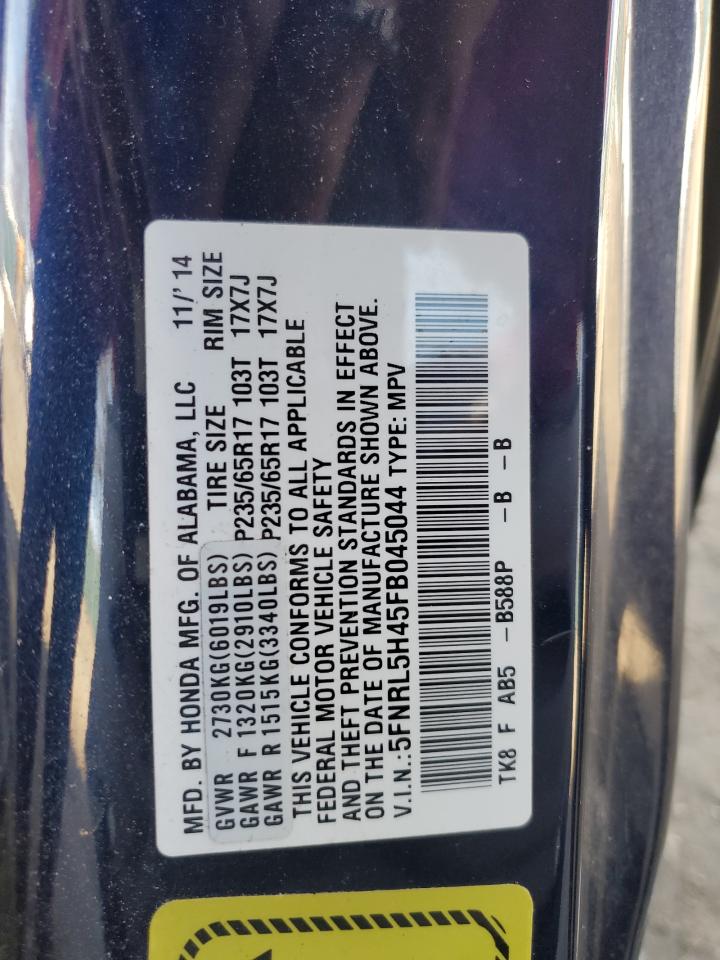 MFD. BY HONDA MFG. OF ALABAMA, LLC 11/' 14
GVWR 2730KG(6019LBS) TIRE SIZE RIM SIZE
GAWR F 1320KG(2910LBS) P235/65R17 103T 17X7J
GAWR R 1515KG(3340LBS) P235/65R17 103T 17X7J
THIS VEHICLE CONFORMS TO ALL APPLICABLE
FEDERAL MOTOR VEHICLE SAFETY
AND THEFT PREVENTION STANDARDS IN EFFECT
ON THE DATE OF MANUFACTURE SHOWN ABOVE.
V.I.N.:5FNRL5H45FB045044 TYPE: MPV
TK8 F AB5 -B588P -B -B